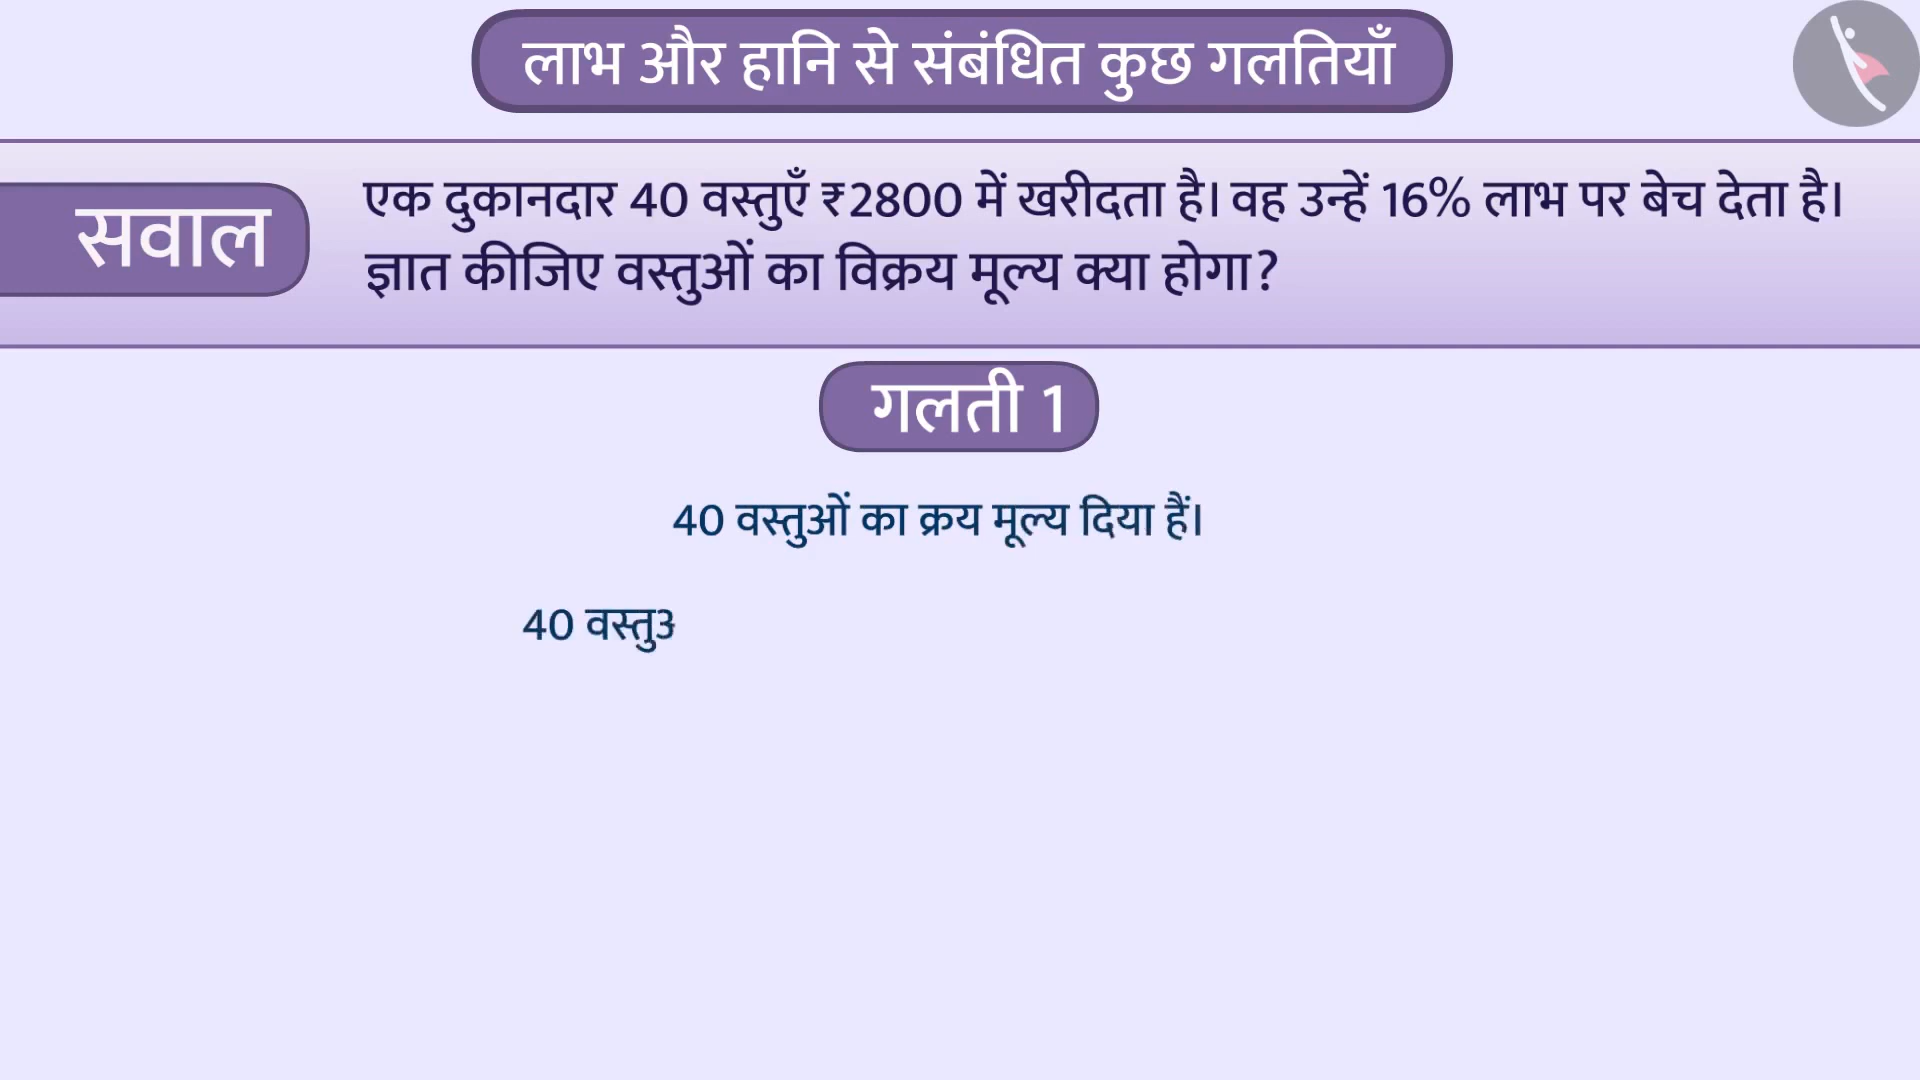 लाभ और हानि से संबंधित कुछ गलतियाँ
सवाल
एक दुकानदार 40 वस्तुएँ ₹2800 में खरीदता है। वह उन्हें 16% लाभ पर बेच देता है।
ज्ञात कीजिए वस्तुओं का विक्रय मूल्य क्या होगा?
गलती 1
40 वस्तुओं का क्रय मूल्य दिया हैं।
40